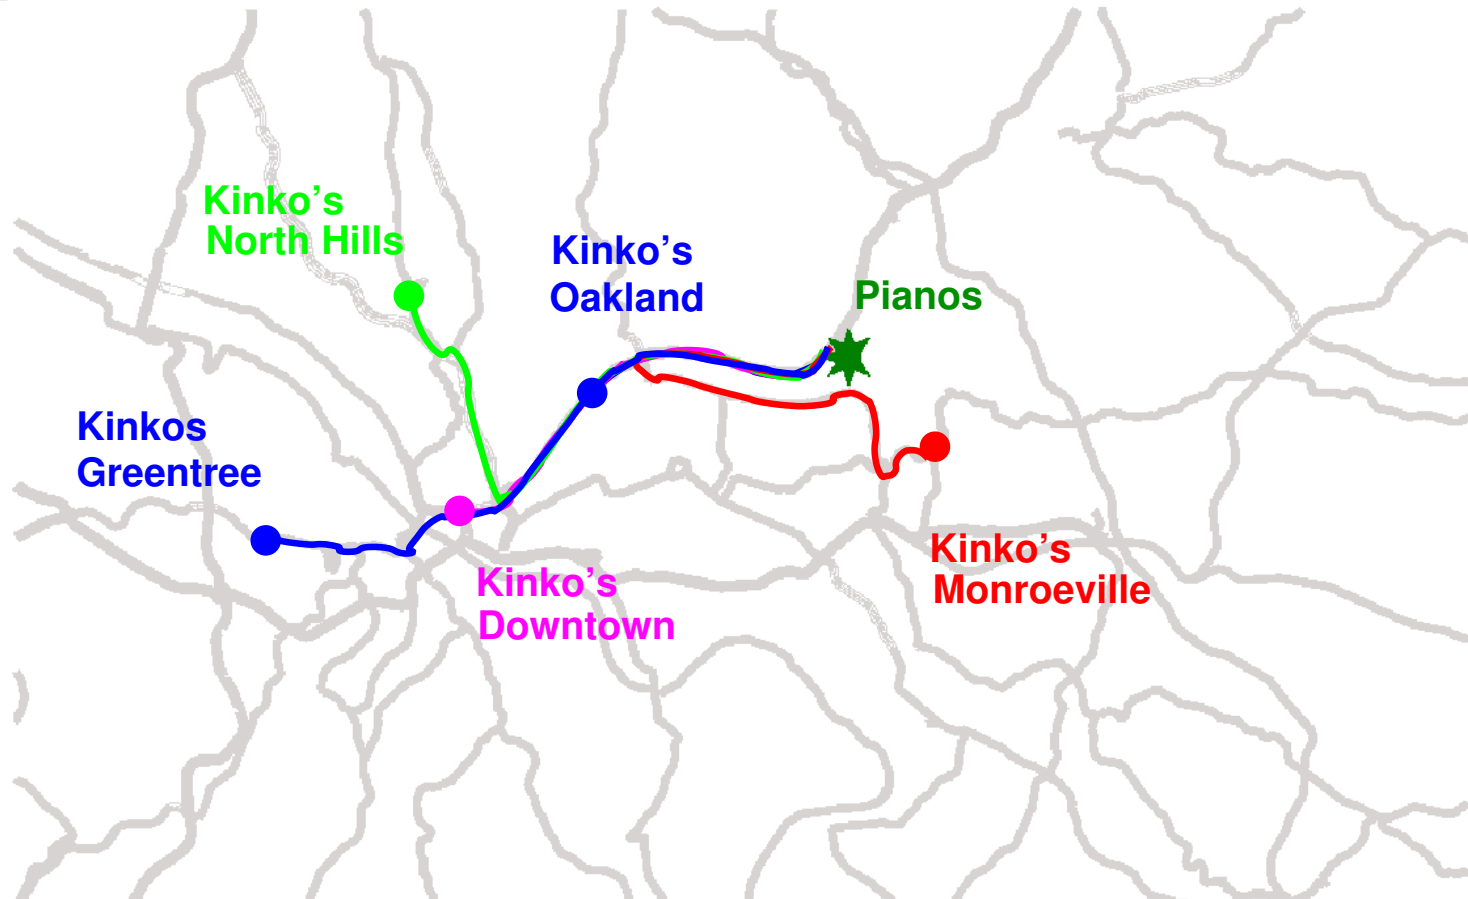 Kinko’s
North Hills
Kinko’s
Oakland
Pianos
Kinkos
Greentree
Kinko’s
Downtown
Kinko’s
Monroeville